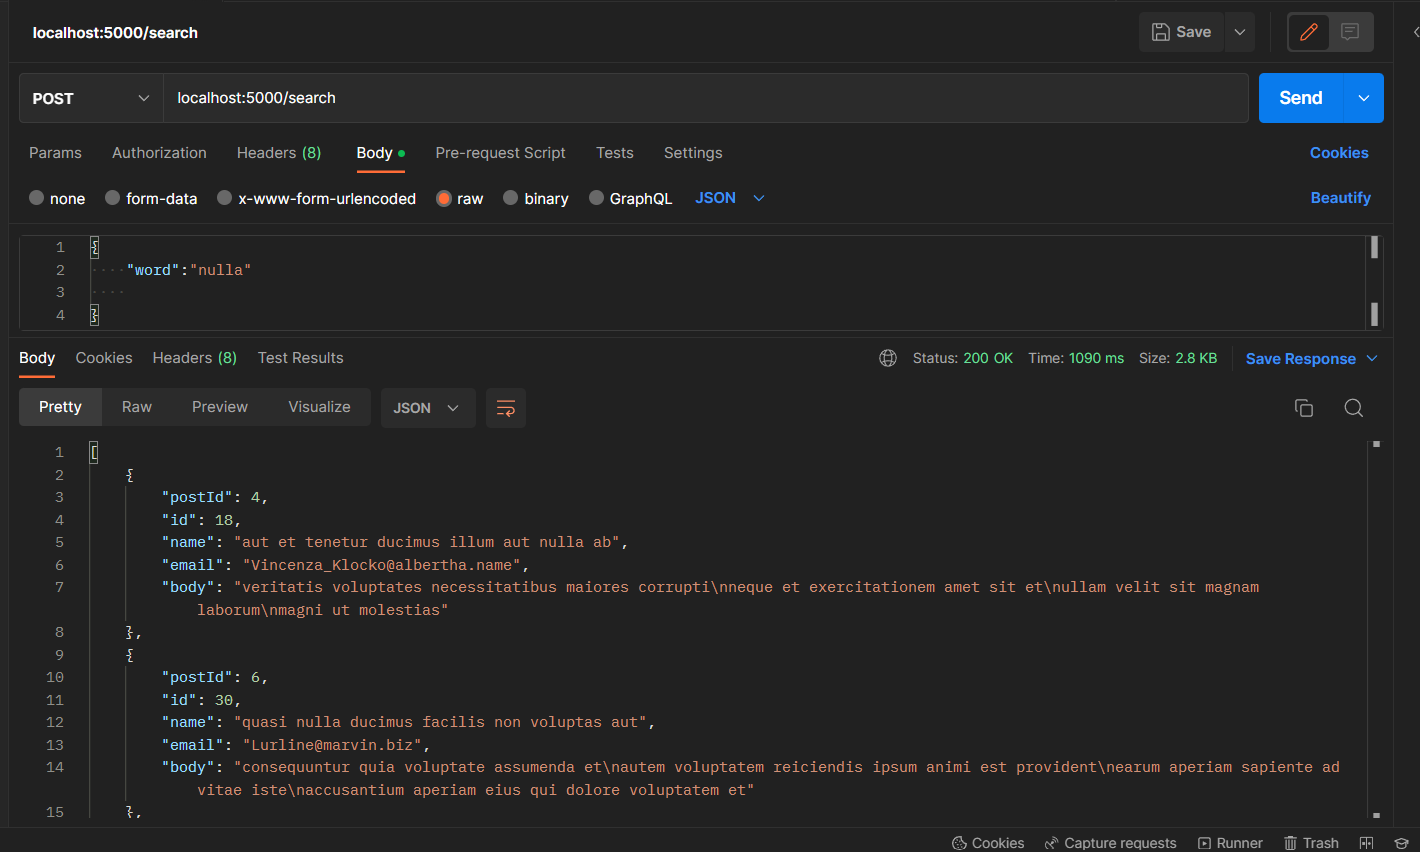 localhost:5000/search
Save
POST
localhost:5000/search
Send
Params Authorization Headers (8) Body Pre-request Script Tests Settings Cookies
none form-data x-www-form-urlencoded raw binary GraphQL JSON Beautify
1 {
2 "word":"nulla"
3
4 }
Body Cookies Headers (8) Test Results Status: 200 OK Time: 1090 ms Size: 2.8 KB Save Response
Pretty Raw Preview Visualize JSON
1 [
2 {
3 "postId": 4,
4 "id": 18,
5 "name": "aut et tenetur ducimus illum aut nulla ab",
6 "email": "Vincenza_Klocko@albertha.name",
7 "body": "veritatis voluptates necessitatibus maiores corrupti\nneque et exercitationem amet sit et\nullam velit sit magnam
laborum\nmagni ut molestias"
8 },
9 {
10 "postId": 6,
11 "id": 30,
12 "name": "quasi nulla ducimus facilis non voluptas aut",
13 "email": "Lurline@marvin.biz",
14 "body": "consequuntur quia voluptate assumenda et\nautem voluptatem reiciendis ipsum animi est provident\nearum aperiam sapiente ad
vitae iste\naccusantium aperiam eius qui dolore voluptatem et"
15 },
Cookies Capture requests Runner Trash